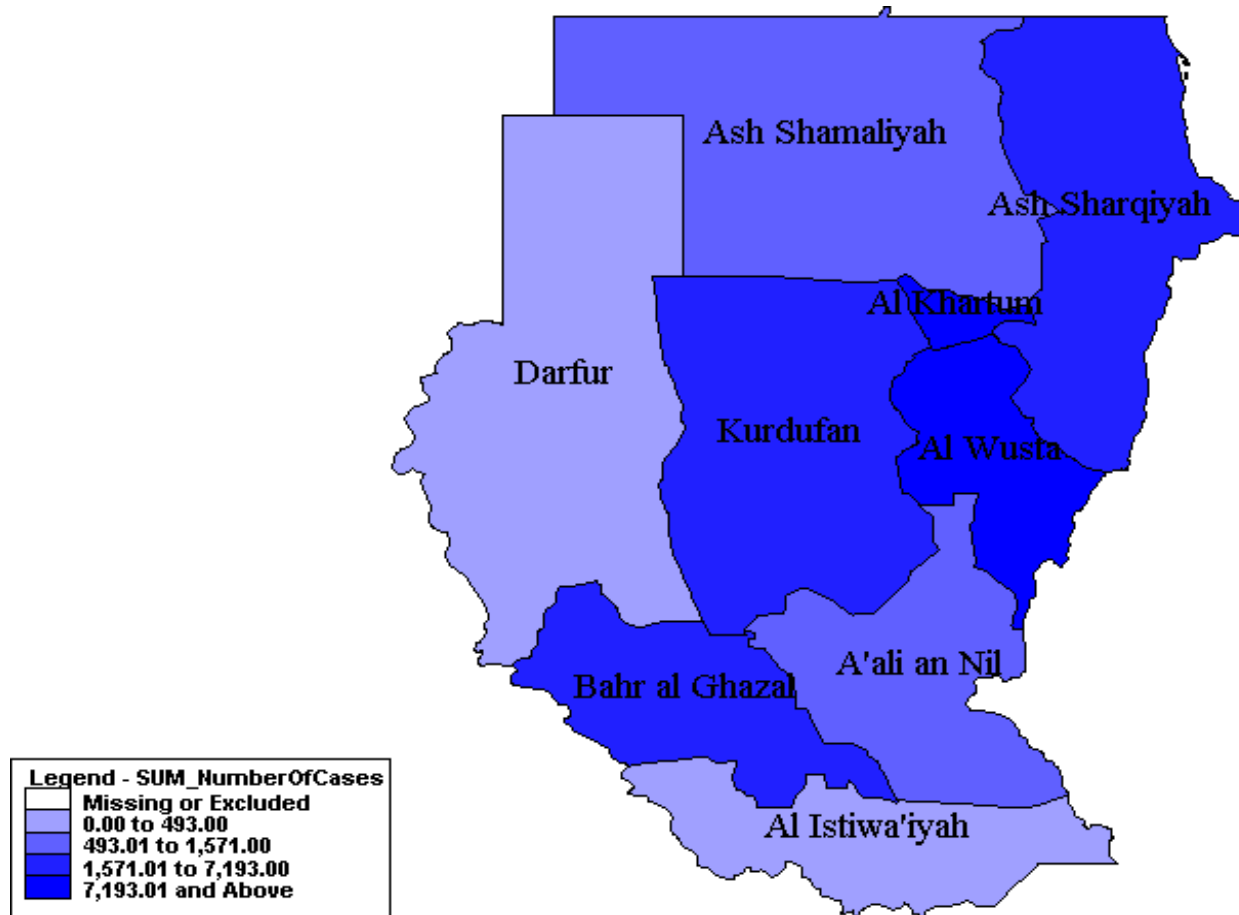 Ash Shamaliyah
Ash Sharqiyah
Al Khartum
Darfur
Kurdufan
Al Wusta
A'ali an Nil
Bahr al Ghazal
Al Istiwa'iyah
Legend - SUM_NumberOfCases
Missing or Excluded
0.00 to 493.00
493.01 to 1,571.00
1,571.01 to 7,193.00
7,193.01 and Above